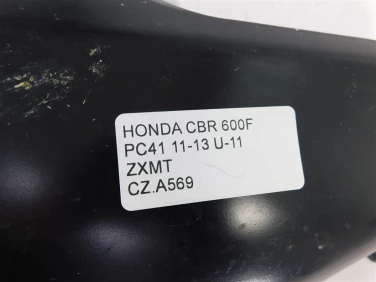 HONDA CBR 600F
PC41 11-13 U-11
ZXMT
CZ.A569